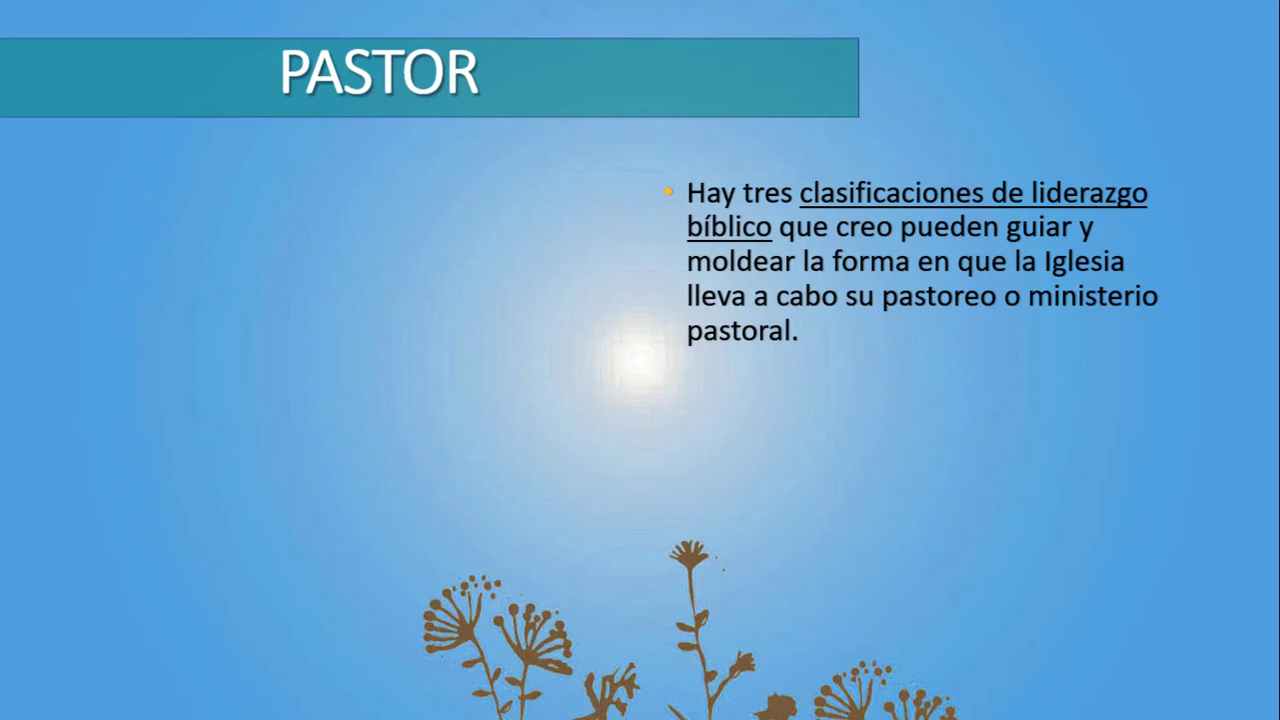 PASTOR
• Hay tres clasificaciones de liderazgo
bíblico que creo pueden guiar y
moldear la forma en que la Iglesia
lleva a cabo su pastoreo o ministerio
pastoral.